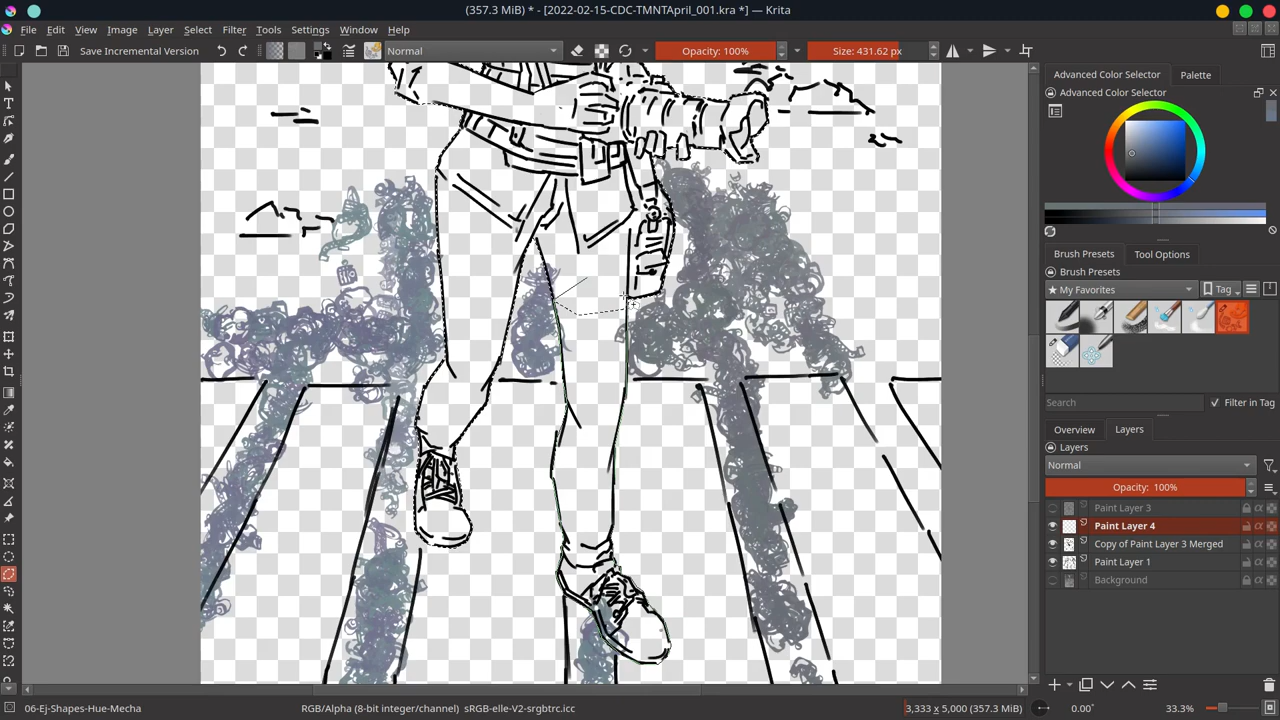 (357.3 MiB) * - [2022-02-15-CDC-TMNTApril_001.kra *] — Krita
File Edit View Image Layer Select Filter Tools Settings Window Help
Save Incremental Version Normal Opacity: 100% Size: 431.62 px
Advanced Color Selector Palette
Advanced Color Selector
Brush Presets Tool Options
Brush Presets
★ My Favorites Tag
Search Filter in Tag
Overview Layers
Layers
Normal
Opacity: 100%
Paint Layer 3
Paint Layer 4
Copy of Paint Layer 3 Merged
Paint Layer 1
Background
06-Ej-Shapes-Hue-Mecha RGB/Alpha (8-bit integer/channel) sRGB-elle-V2-srgbtrc.icc 3,333 x 5,000 (357.3 MiB) 0.00° 33.3%